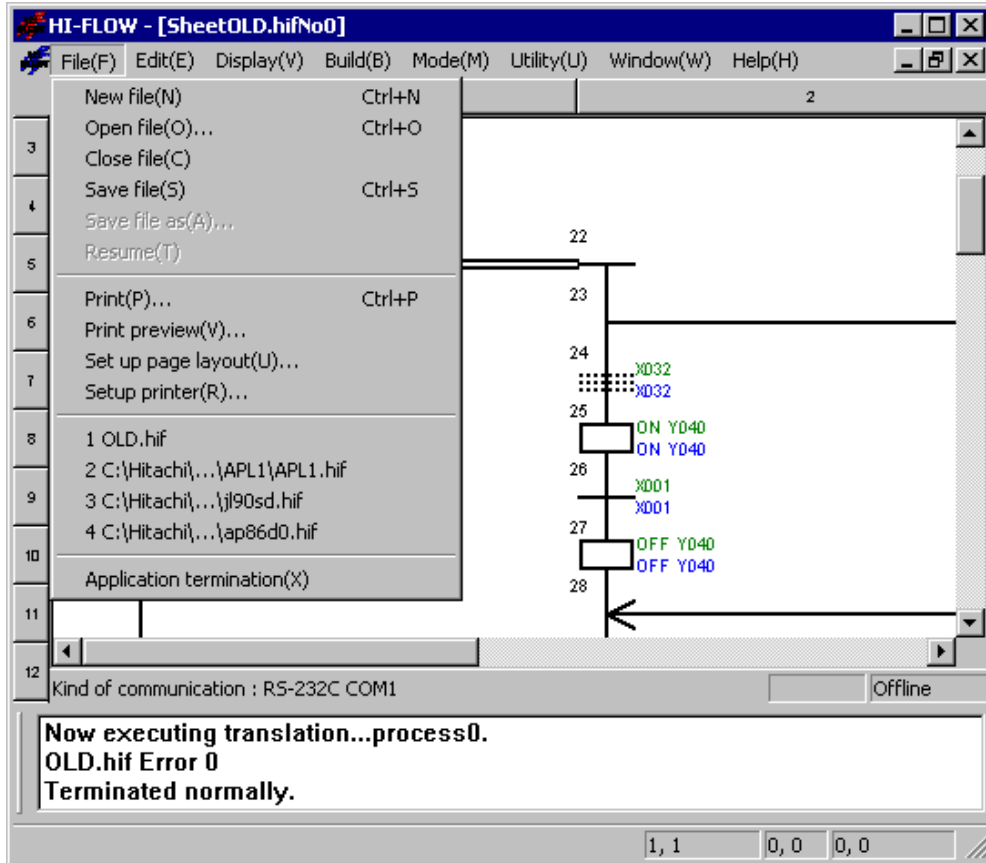 HI-FLOW - [SheetOLD.hifNo0]
File(F) Edit(E) Display(V) Build(B) Mode(M) Utility(U) Window(W) Help(H)
2
New file(N) Ctrl+N
Open file(O)... Ctrl+O
Close file(C)
Save file(S) Ctrl+S
Save file as(A)...
Resume(T)
Print(P)... Ctrl+P
Print preview(V)...
Set up page layout(U)...
Setup printer(R)...
1 OLD.hif
2 C:\Hitachi\...\APL1\APL1.hif
3 C:\Hitachi\...\jl90sd.hif
4 C:\Hitachi\...\ap86d0.hif
Application termination(X)
3
4
5
6
7
8
9
10
11
12
22
23
24
X032
X032
25
ON Y040
ON Y040
26
X001
X001
27
OFF Y040
OFF Y040
28
Kind of communication : RS-232C COM1
Offline
Now executing translation...process0.
OLD.hif Error 0
Terminated normally.
1, 1 0, 0 0, 0